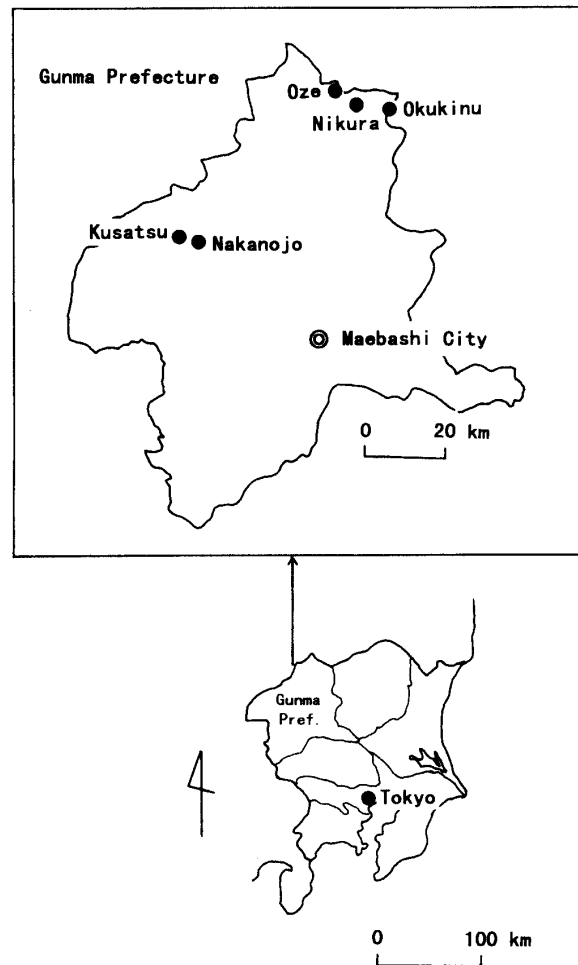 Gunma Prefecture
Oze
Nikura
Okukinu
Kusatsu
Nakanojo
Maebashi City
0 20 km
Gunma
Pref.
Tokyo
0 100 km